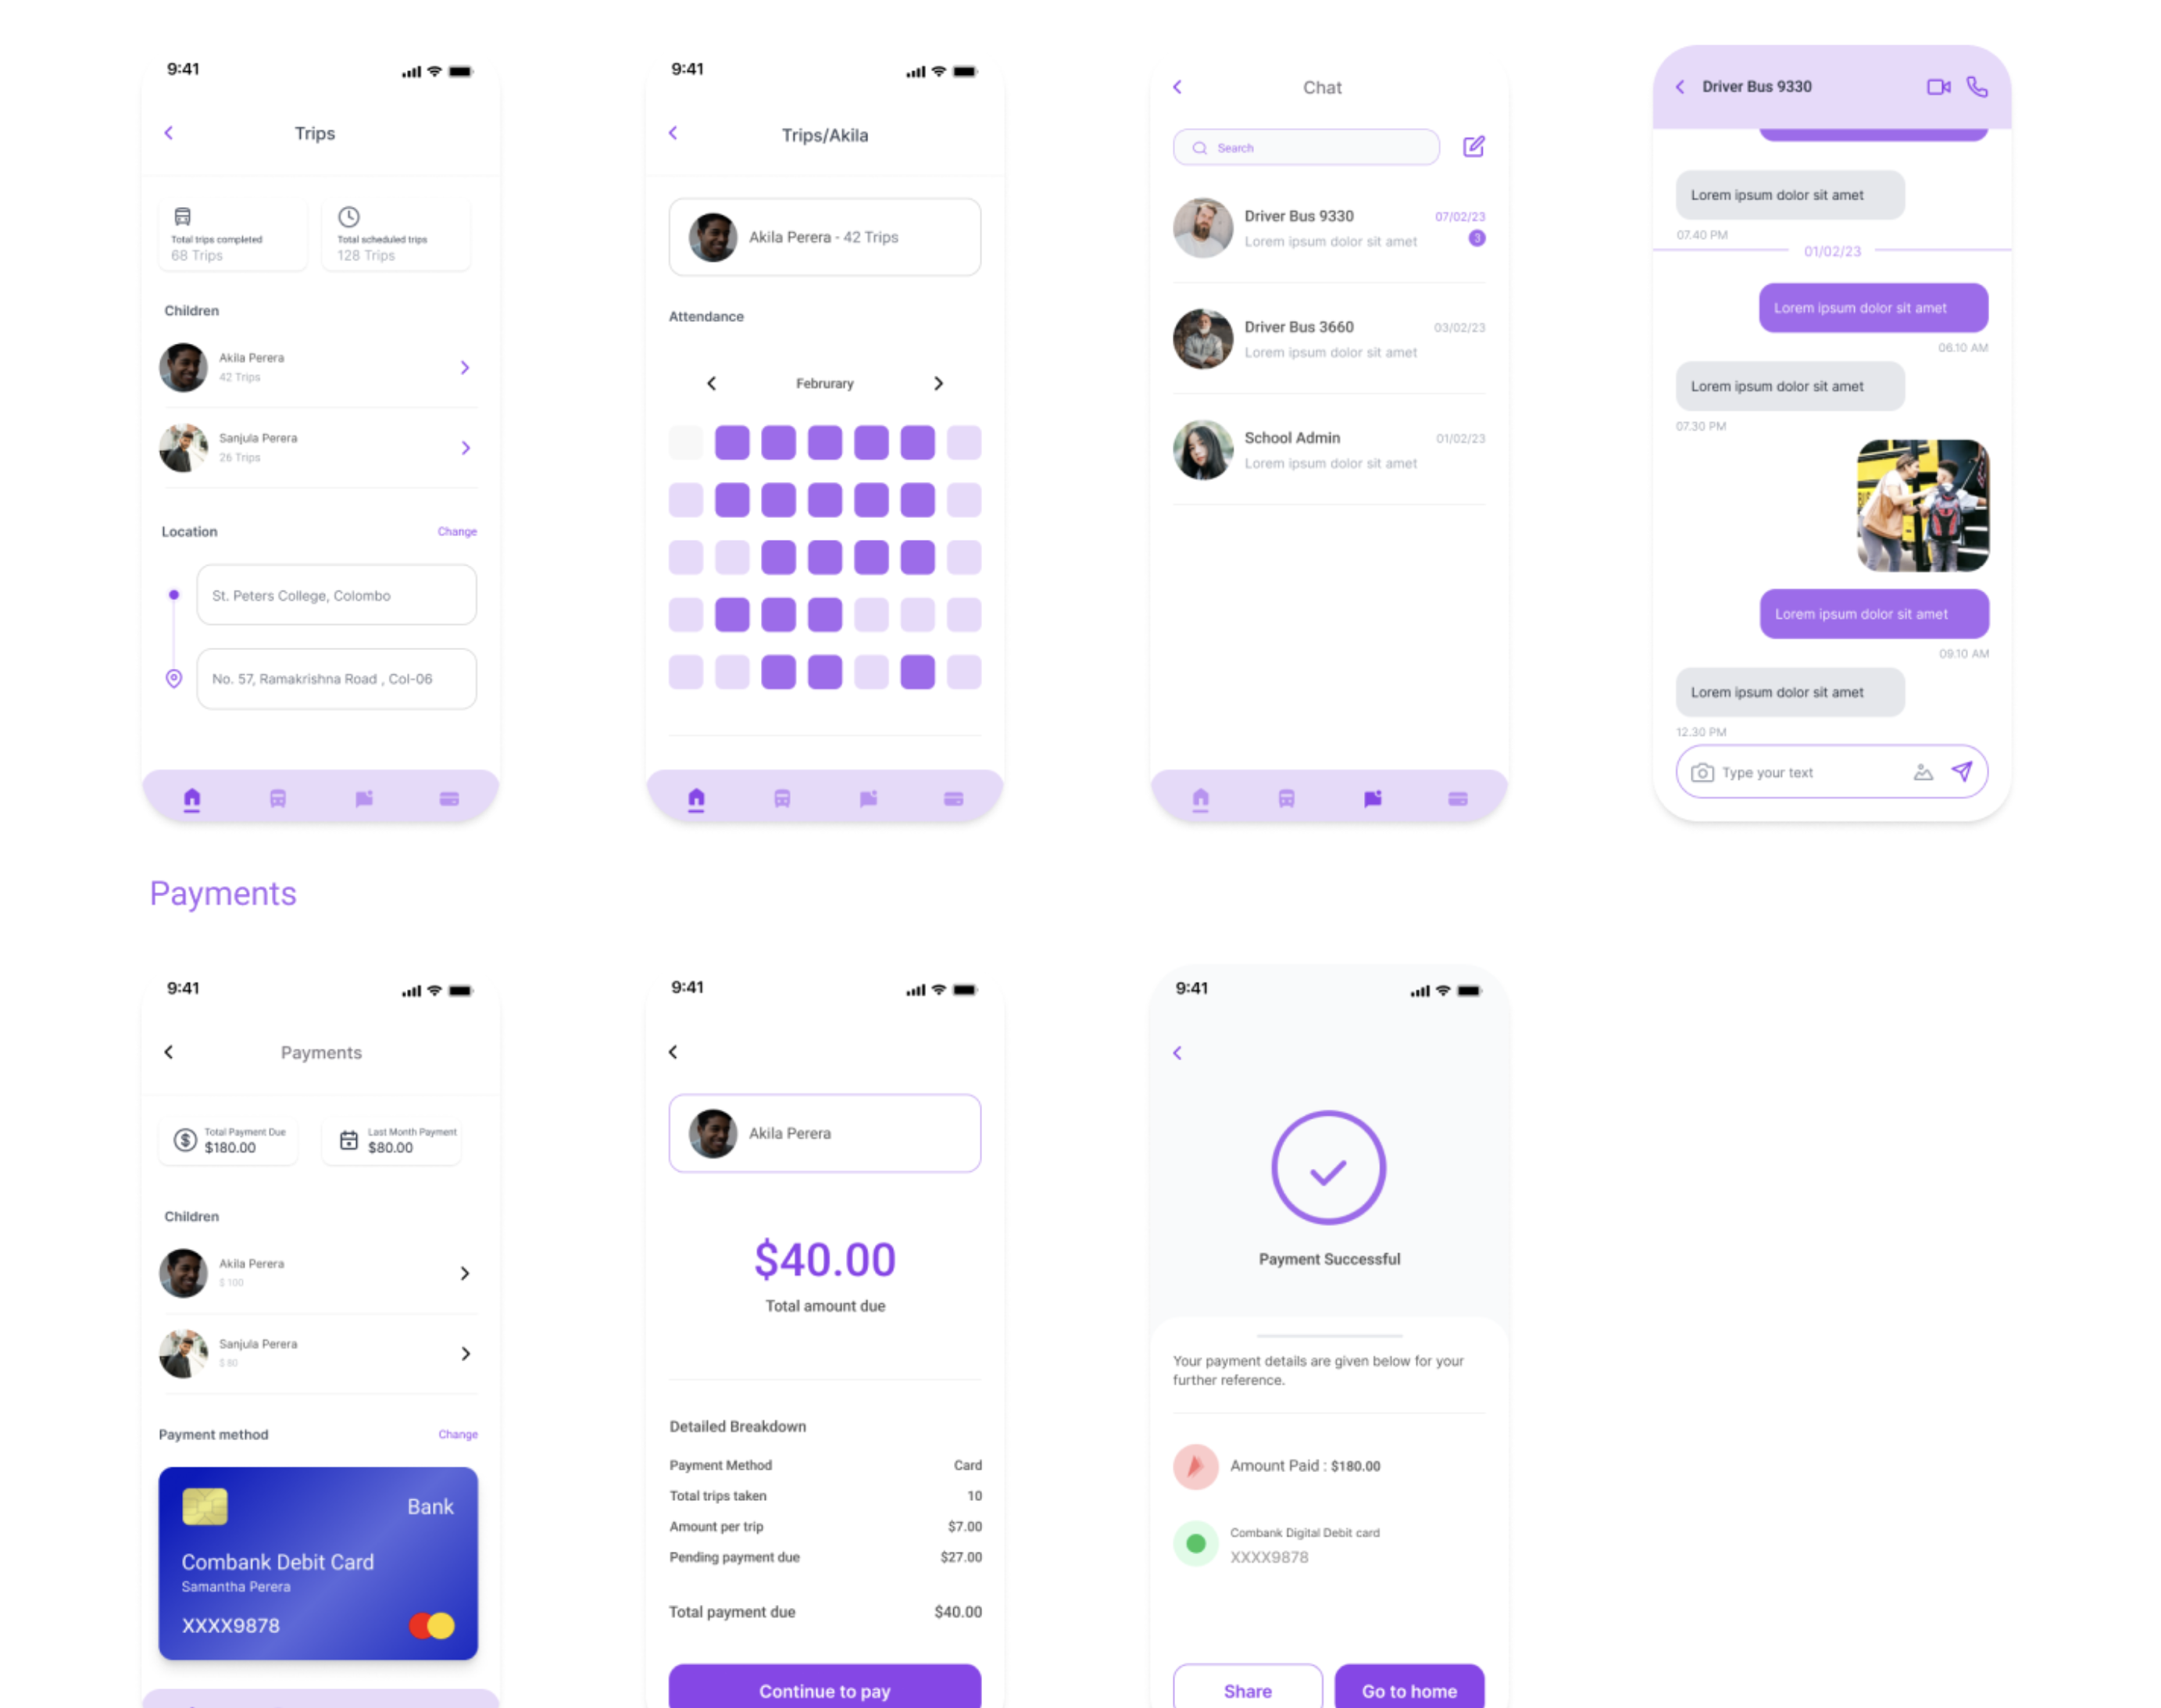 9:41
Trips
Total trips completed
68 Trips
Total scheduled trips
128 Trips
Children
Akila Perera
42 Trips
Sanjula Perera
26 Trips
Location
Change
St. Peters College, Colombo
No. 57, Ramakrishna Road , Col-06
9:41
Trips/Akila
Akila Perera - 42 Trips
Attendance
Februrary
Chat
Search
Driver Bus 9330
07/02/23
Lorem ipsum dolor sit amet
3
Driver Bus 3660
03/02/23
Lorem ipsum dolor sit amet
School Admin
01/02/23
Lorem ipsum dolor sit amet
Driver Bus 9330
Lorem ipsum dolor sit amet
07.40 PM
01/02/23
Lorem ipsum dolor sit amet
06.10 AM
Lorem ipsum dolor sit amet
07.30 PM
Lorem ipsum dolor sit amet
09.10 AM
Lorem ipsum dolor sit amet
12.30 PM
Type your text
Payments
9:41
Payments
Total Payment Due
$180.00
Last Month Payment
$80.00
Children
Akila Perera
$ 100
Sanjula Perera
$ 80
Payment method
Change
Bank
Combank Debit Card
Samantha Perera
XXXX9878
9:41
Akila Perera
$40.00
Total amount due
Detailed Breakdown
Payment Method Card
Total trips taken 10
Amount per trip $7.00
Pending payment due $27.00
Total payment due $40.00
Continue to pay
9:41
Payment Successful
Your payment details are given below for your
further reference.
Amount Paid : $180.00
Combank Digital Debit card
XXXX9878
Share
Go to home